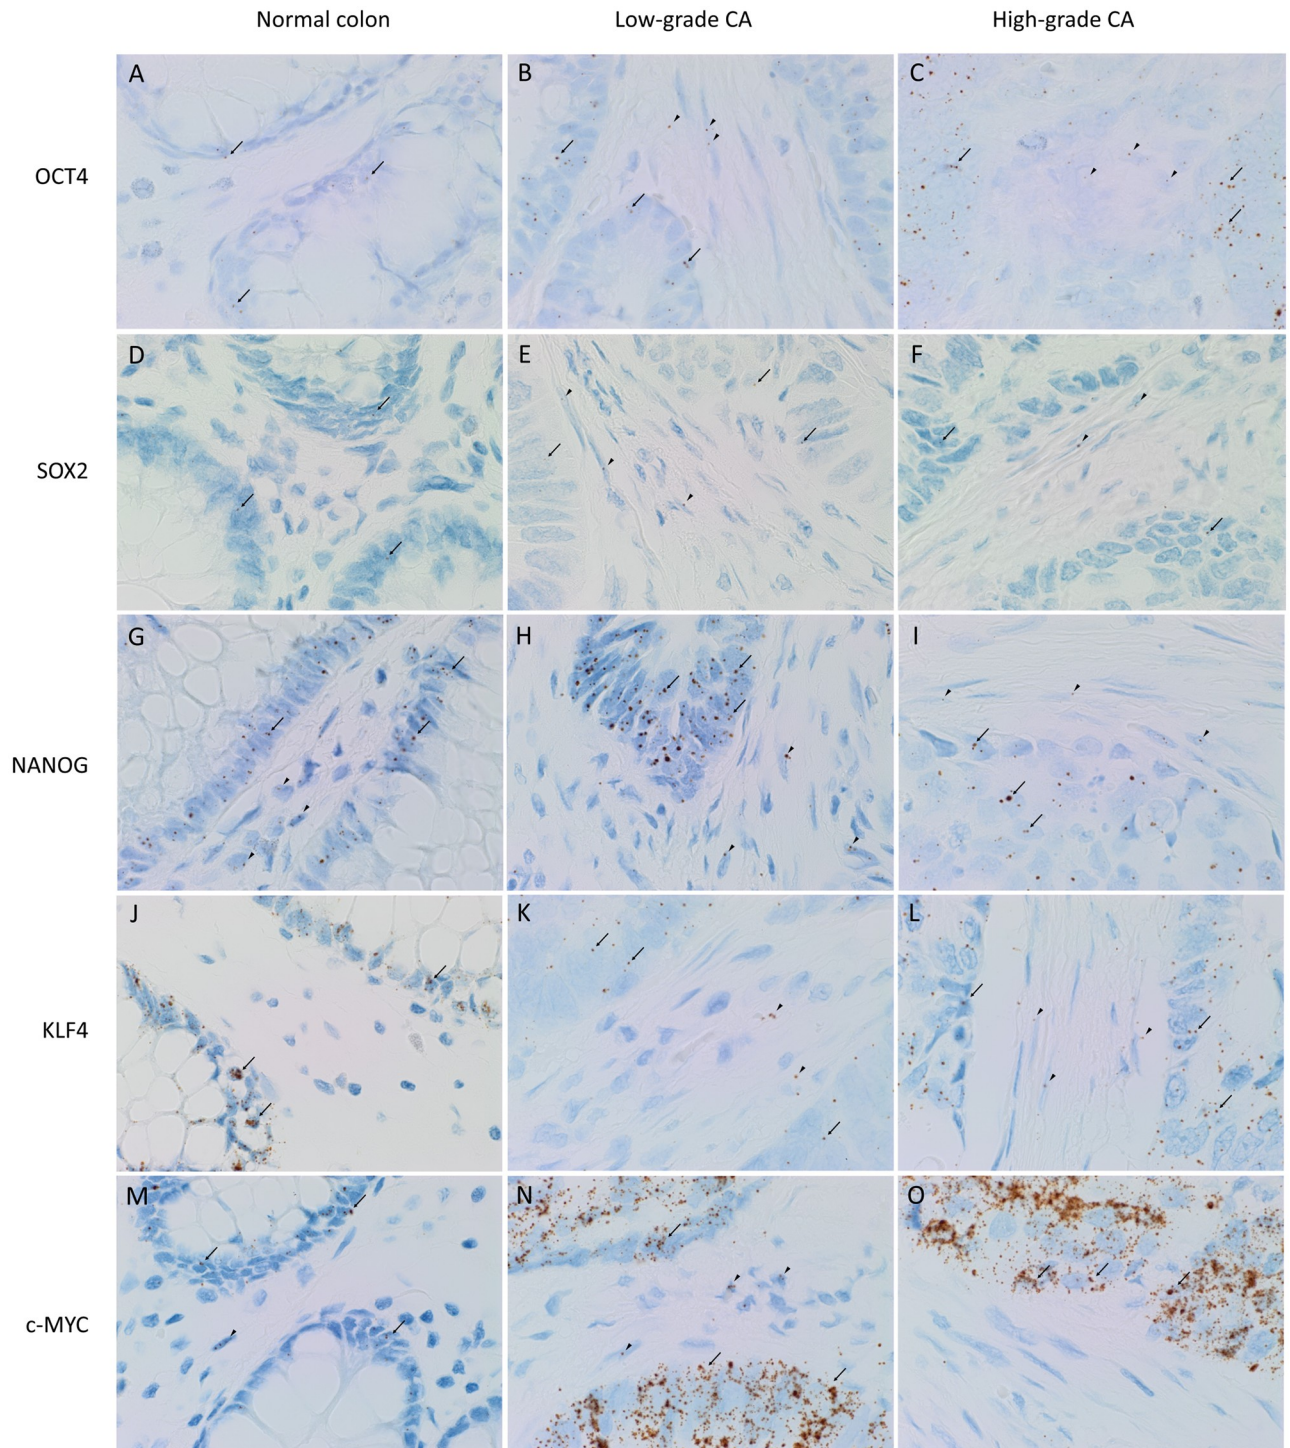 Normal colon Low-grade CA High-grade CA
A B C
OCT4
D E F
SOX2
G H I
NANOG
J K L
KLF4
M N O
c-MYC